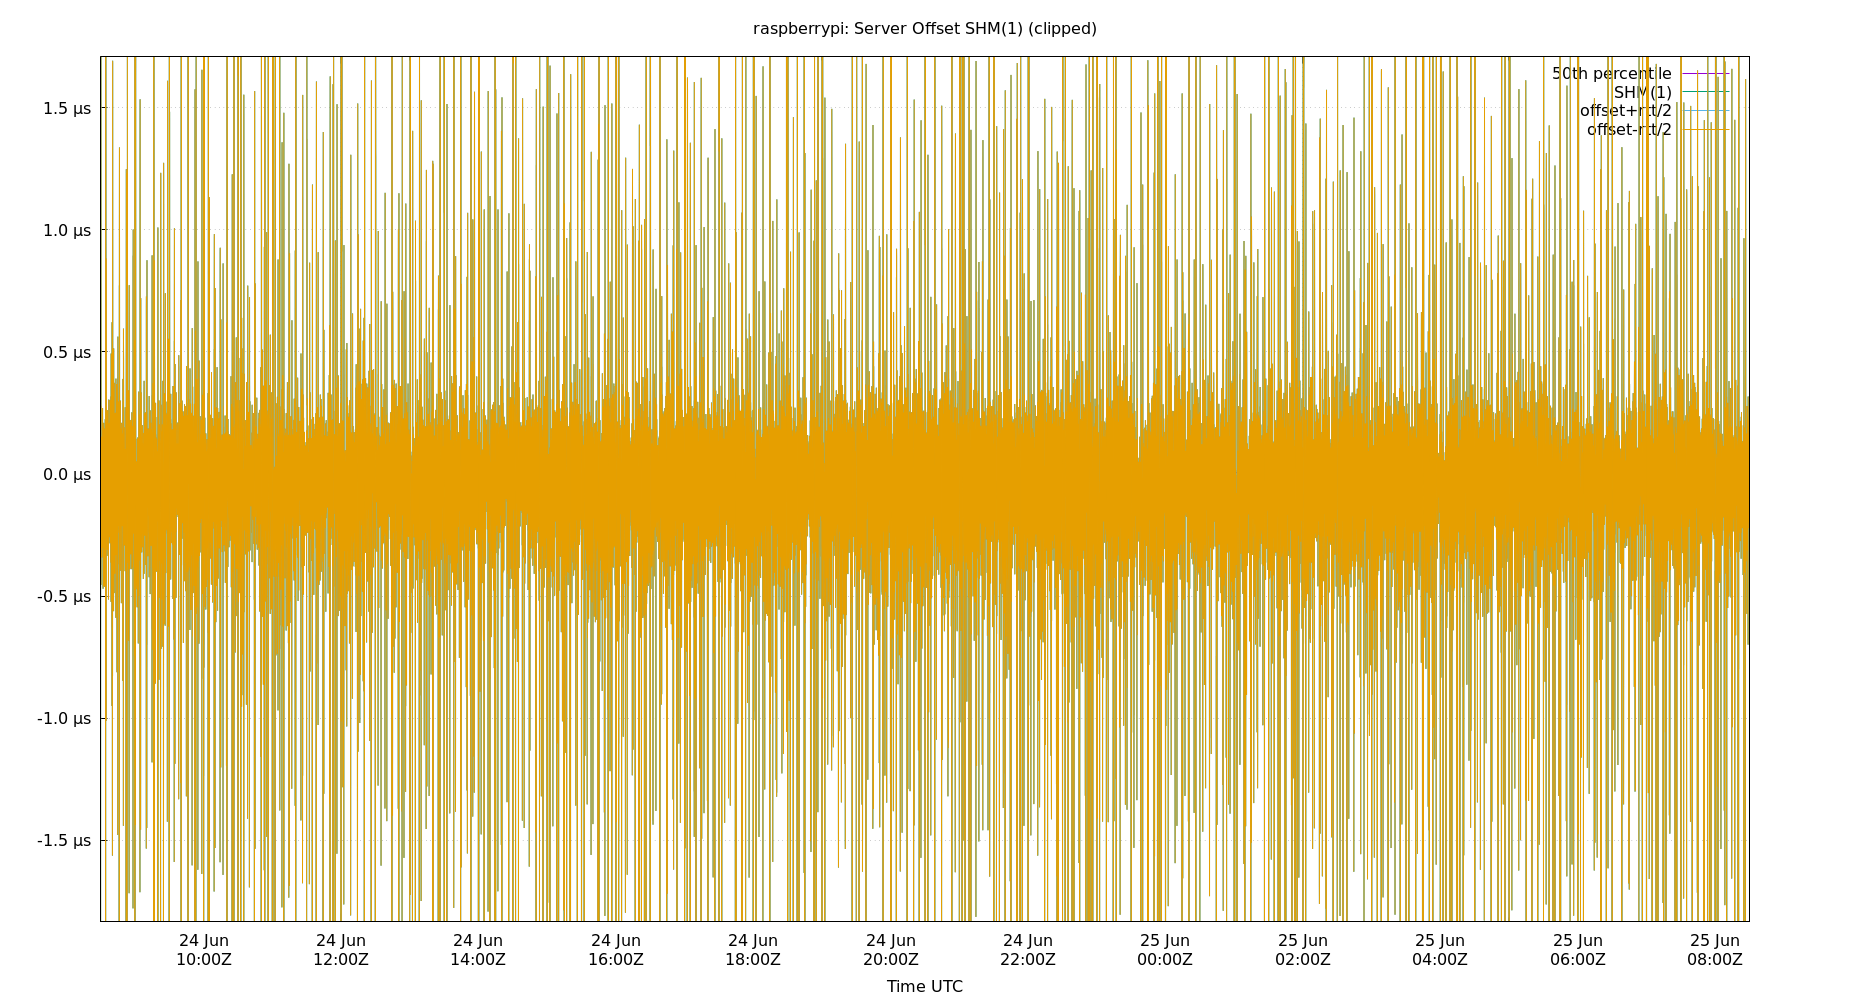 raspberrypi: Server Offset SHM(1) (clipped)
50th percentile
SHM(1)
offset+rtt/2
offset-rtt/2
1.5 µs
1.0 µs
0.5 µs
0.0 µs
-0.5 µs
-1.0 µs
-1.5 µs
24 Jun 24 Jun 24 Jun 24 Jun 24 Jun 24 Jun 24 Jun 25 Jun 25 Jun 25 Jun 25 Jun 25 Jun
10:00Z 12:00Z 14:00Z 16:00Z 18:00Z 20:00Z 22:00Z 00:00Z 02:00Z 04:00Z 06:00Z 08:00Z
Time UTC